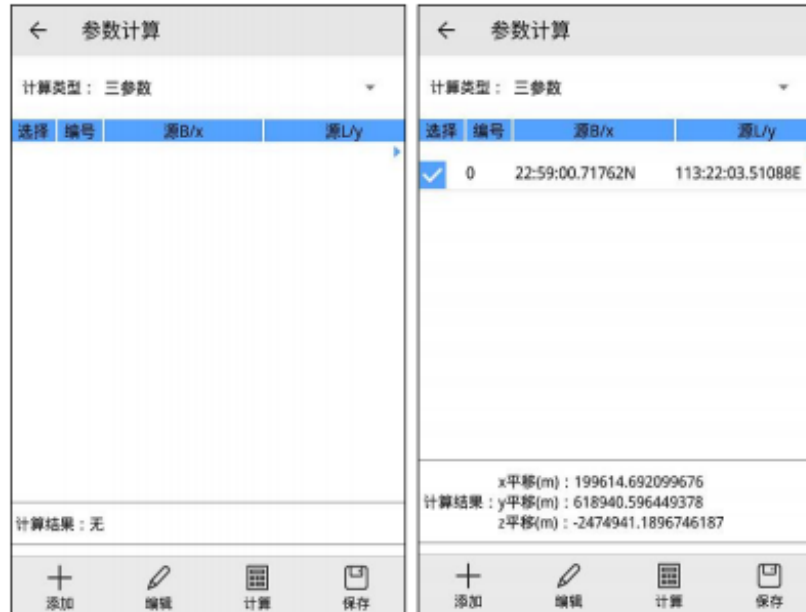 ← 参数计算
计算类型： 三参数
选择 编号 源B/x 源L/y
计算结果：无
添加 编辑 计算 保存
← 参数计算
计算类型： 三参数
选择 编号 源B/x 源L/y
0 22:59:00.71762N 113:22:03.51088E
x平移(m)：199614.692099676
计算结果：y平移(m)：618940.596449378
z平移(m)：-2474941.1896746187
添加 编辑 计算 保存